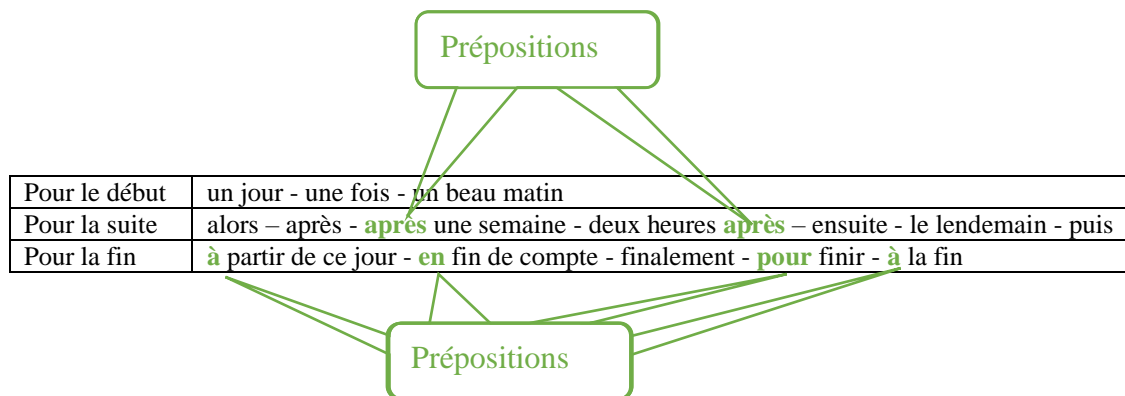 Prépositions
Pour le début un jour - une fois - un beau matin
Pour la suite alors – après - après une semaine - deux heures après – ensuite - le lendemain - puis
Pour la fin à partir de ce jour - en fin de compte - finalement - pour finir - à la fin
Prépositions